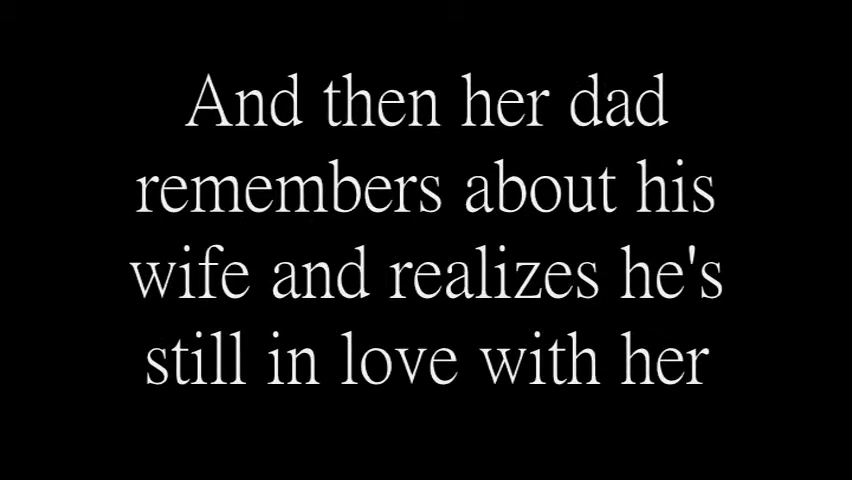 And then her dad
remembers about his
wife and realizes he's
still in love with her